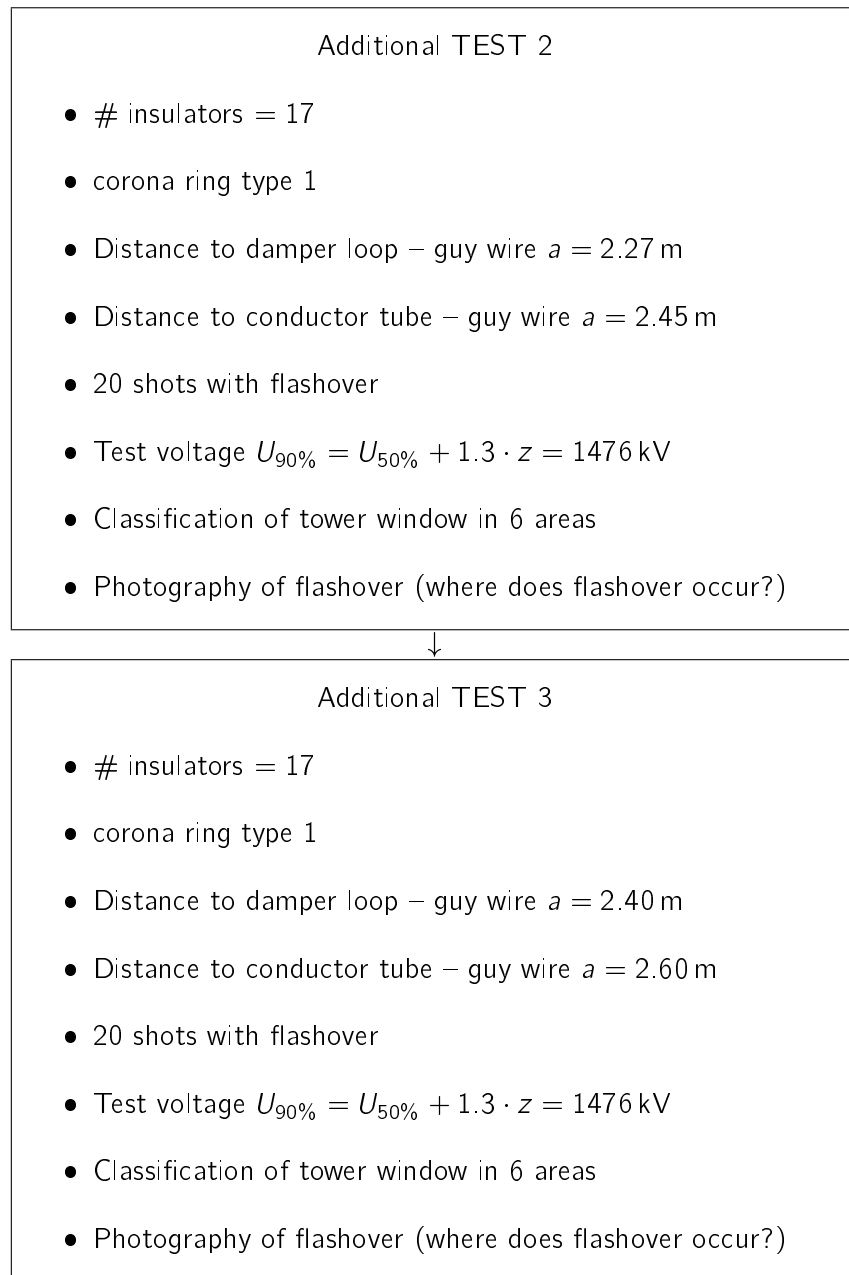 Additional TEST 2
• # insulators = 17
• corona ring type 1
• Distance to damper loop – guy wire a = 2.27 m
• Distance to conductor tube – guy wire a = 2.45 m
• 20 shots with flashover
• Test voltage U90% = U50% + 1.3 · z = 1476 kV
• Classification of tower window in 6 areas
• Photography of flashover (where does flashover occur?)
↓
Additional TEST 3
• # insulators = 17
• corona ring type 1
• Distance to damper loop – guy wire a = 2.40 m
• Distance to conductor tube – guy wire a = 2.60 m
• 20 shots with flashover
• Test voltage U90% = U50% + 1.3 · z = 1476 kV
• Classification of tower window in 6 areas
• Photography of flashover (where does flashover occur?)